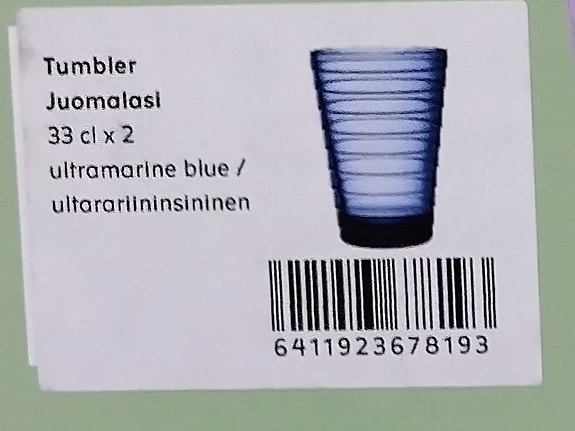 Tumbler
Juomalasi
33 cl x 2
ultramarine blue /
ultarariininsininen
6411923678193